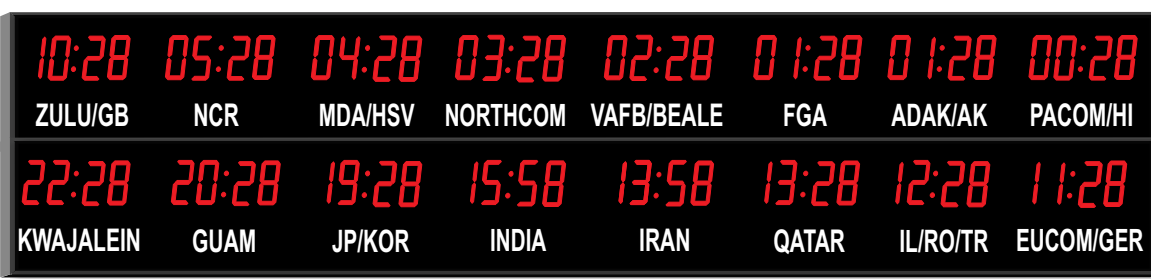 10:28 05:28 04:28 03:28 02:28 01:28 01:28 00:28
ZULU/GB NCR MDA/HSV NORTHCOM VAFB/BEALE FGA ADAK/AK PACOM/HI
22:28 20:28 19:28 15:58 13:58 13:28 12:28 11:28
KWAJALEIN GUAM JP/KOR INDIA IRAN QATAR IL/RO/TR EUCOM/GER